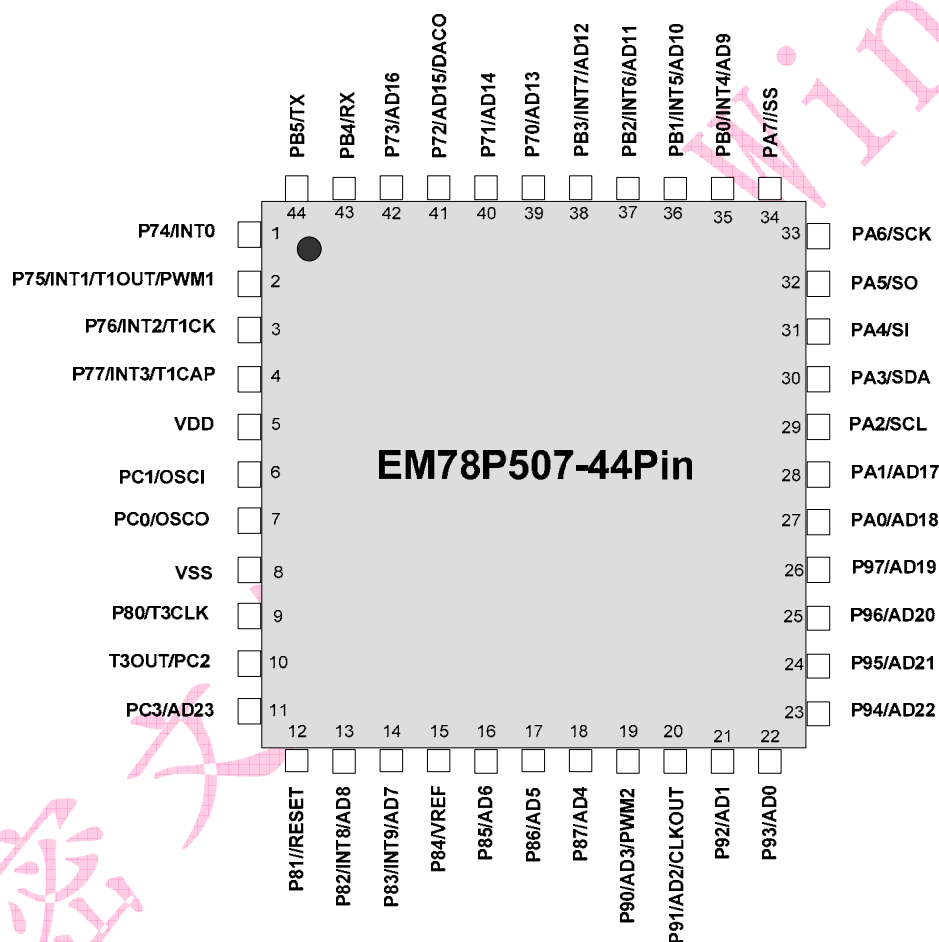 PB5/TX
PB4/RX
P73/AD16
P72/AD15/DACO
P71/AD14
P70/AD13
PB3/INT7/AD12
PB2/INT6/AD11
PB1/INT5/AD10
PB0/INT4/AD9
PA7//SS
44
43
42
41
40
39
38
37
36
35
34
P74/INT0
1
P75/INT1/T1OUT/PWM1
2
P76/INT2/T1CK
3
P77/INT3/T1CAP
4
VDD
5
PC1/OSCI
6
PC0/OSCO
7
VSS
8
P80/T3CLK
9
T3OUT/PC2
10
PC3/AD23
11
EM78P507-44Pin
33
PA6/SCK
32
PA5/SO
31
PA4/SI
30
PA3/SDA
29
PA2/SCL
28
PA1/AD17
27
PA0/AD18
26
P97/AD19
25
P96/AD20
24
P95/AD21
23
P94/AD22
12
13
14
15
16
17
18
19
20
21
22
P81//RESET
P82/INT8/AD8
P83/INT9/AD7
P84/VREF
P85/AD6
P86/AD5
P87/AD4
P90/AD3/PWM2
P91/AD2/CLKOUT
P92/AD1
P93/AD0
密文
Win